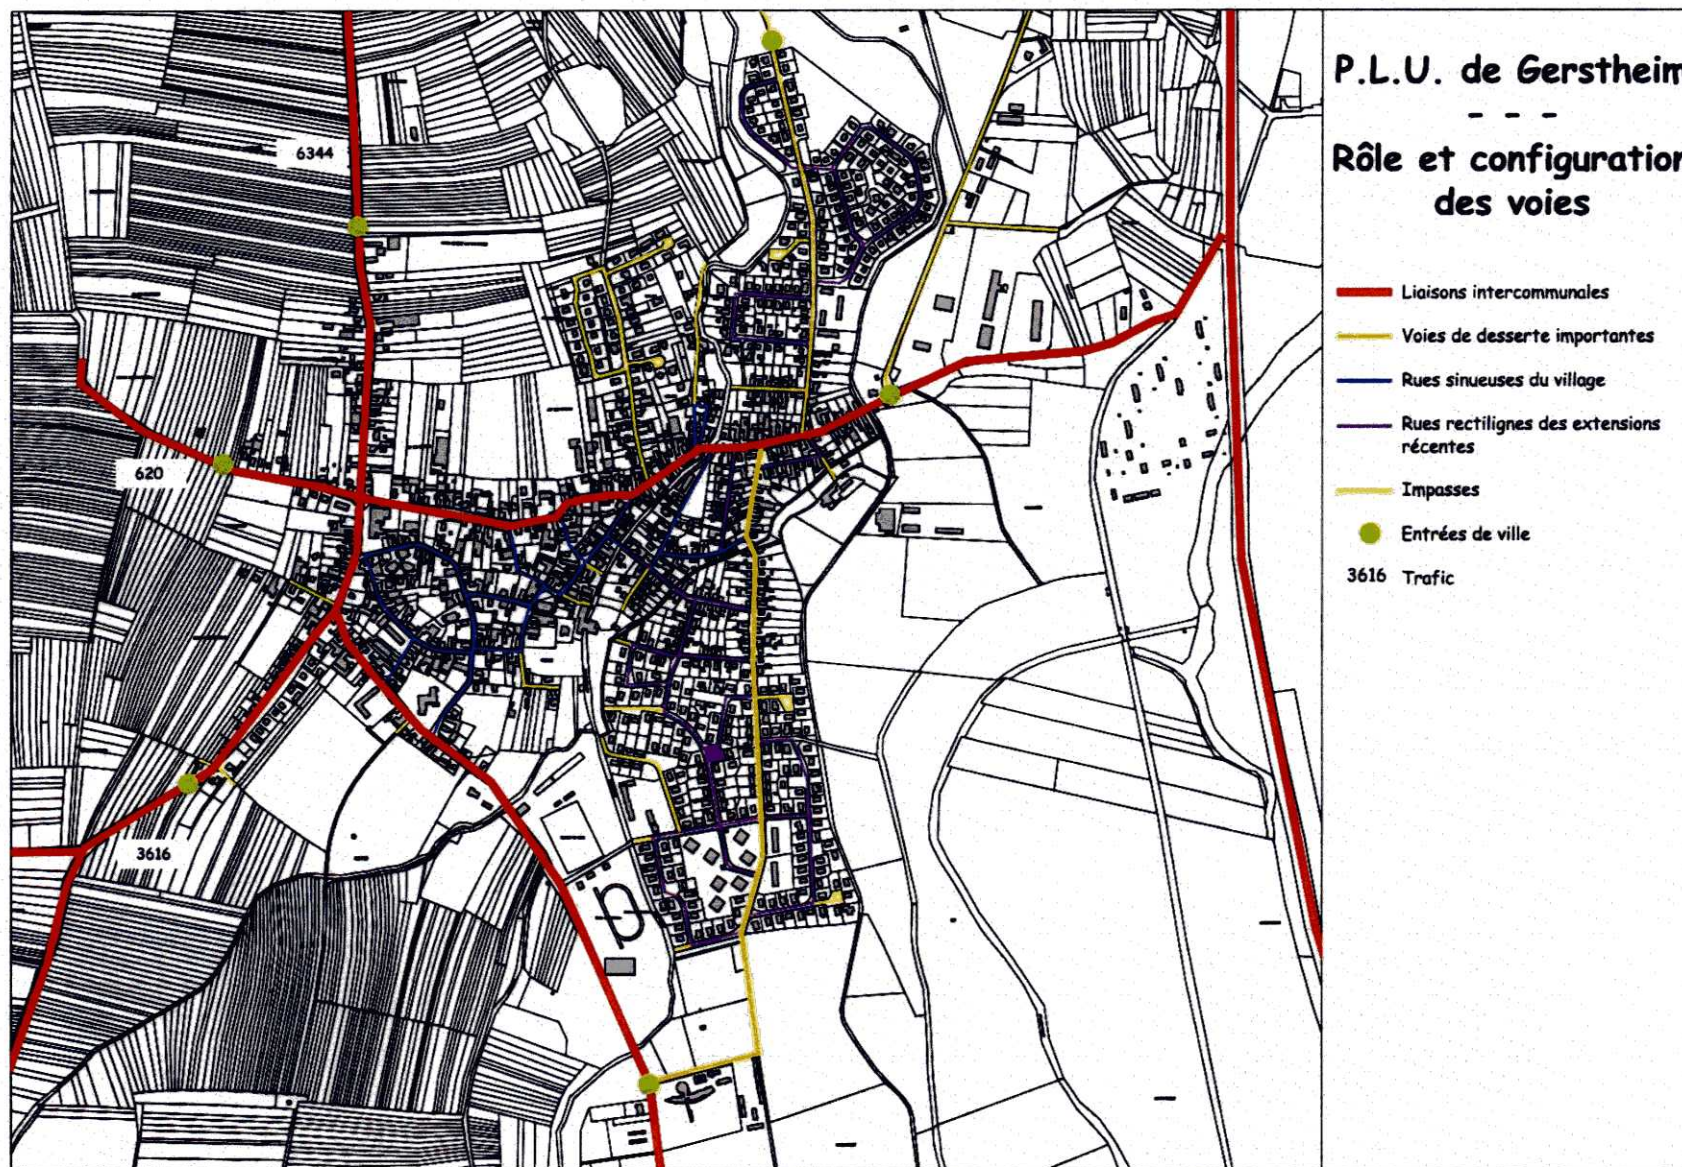 P.L.U. de Gerstheim
- - -
Rôle et configuration
des voies
Liaisons intercommunales
Voies de desserte importantes
Rues sinueuses du village
Rues rectilignes des extensions
récentes
Impasses
Entrées de ville
3616 Trafic
6344
620
3616